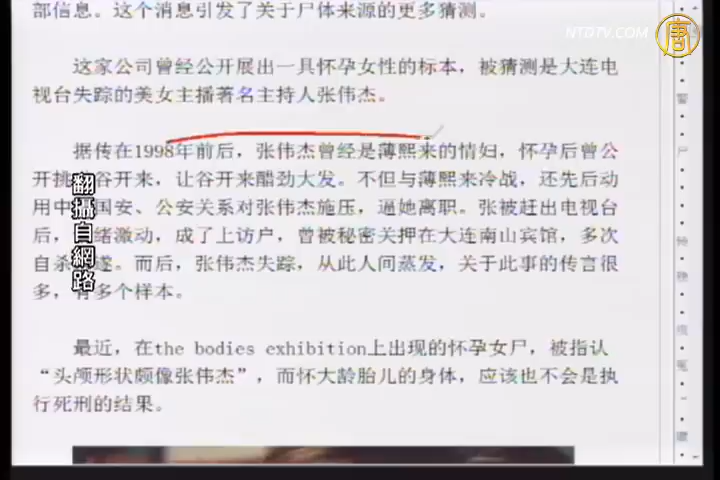 部信息。这个消息引发了关于尸体来源的更多猜测。
NTDTV.COM
这家公司曾经公开展出一具怀孕女性的标本，被猜测是大连电
视台失踪的美女主播著名主持人张伟杰。
据传在1998年前后，张伟杰曾经是薄熙来的情妇，怀孕后曾公
开挑 谷开来，让谷开来醋劲大发。不但与薄熙来冷战，还先后动
用中 国安、公安关系对张伟杰施压，逼她离职。张被赶出电视台
后， 绪激动，成了上访户，曾被秘密关押在大连南山宾馆，多次
自杀 遂。而后，张伟杰失踪，从此人间蒸发，关于此事的传言很
多，有多个样本。
最近，在the bodies exhibition上出现的怀孕女尸，被指认
“头颅形状颇像张伟杰”，而怀大龄胎儿的身体，应该也不会是执
行死刑的结果。
翻攝自網路